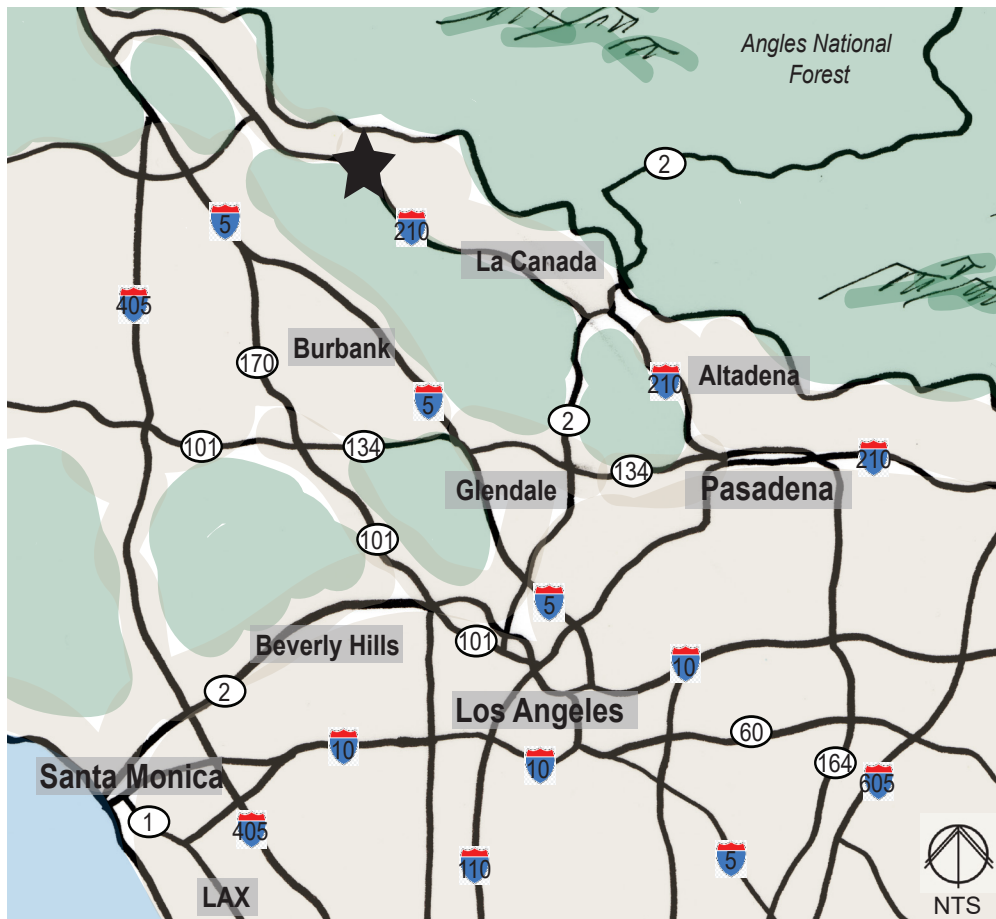 Angles National
Forest
2
5
210
La Canada
405
Burbank
170
210
Altadena
5
2
101
134
134
210
Glendale
Pasadena
101
5
101
Beverly Hills
10
2
Los Angeles
60
10
10
164
Santa Monica
605
1
405
110
5
LAX
NTS